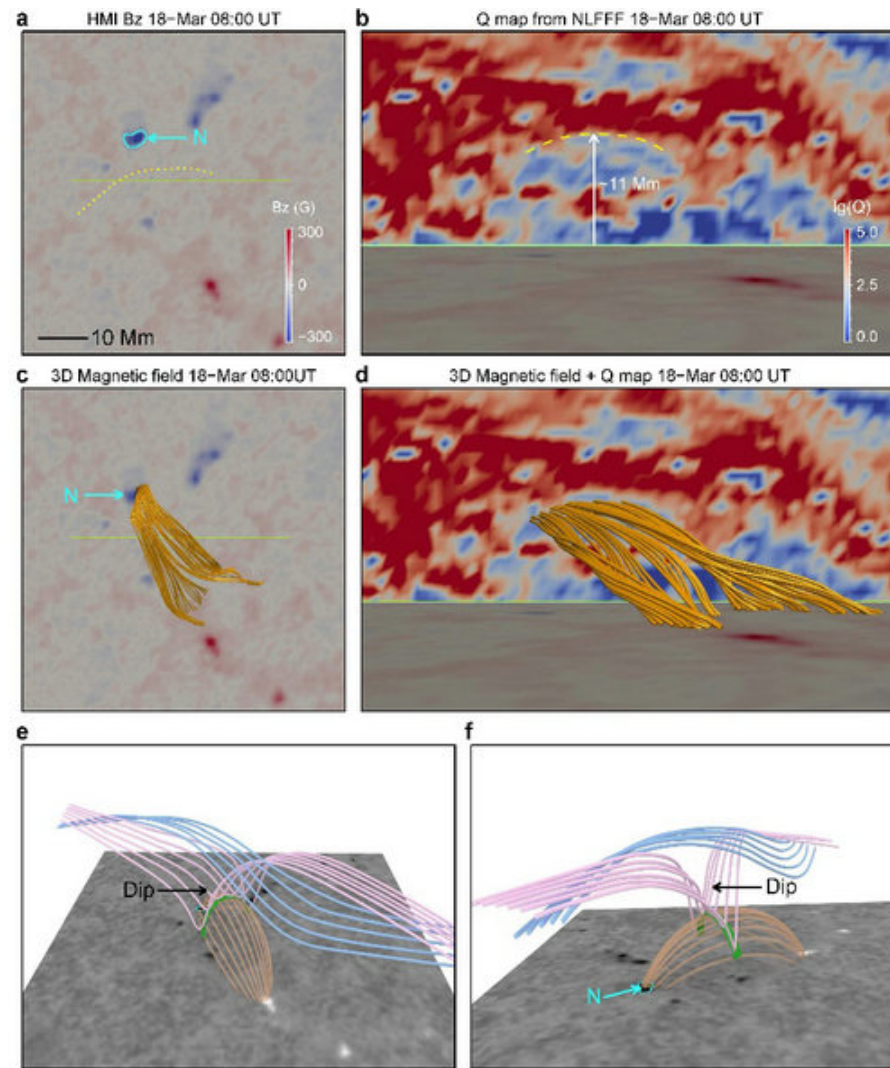 a HMI Bz 18-Mar 08:00 UT
N
Bz (G)
300
0
-300
10 Mm
b Q map from NLFFF 18-Mar 08:00 UT
~11 Mm
lg(Q)
5.0
2.5
0.0
c 3D Magnetic field 18-Mar 08:00UT
N
d 3D Magnetic field + Q map 18-Mar 08:00 UT
e
Dip
f
Dip
N